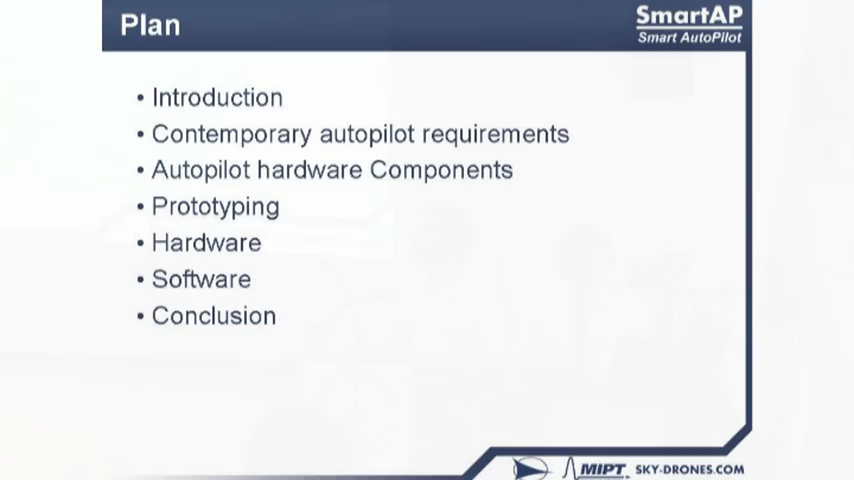 Plan
SmartAP
Smart AutoPilot
• Introduction
• Contemporary autopilot requirements
• Autopilot hardware Components
• Prototyping
• Hardware
• Software
• Conclusion
MIPT SKY-DRONES.COM